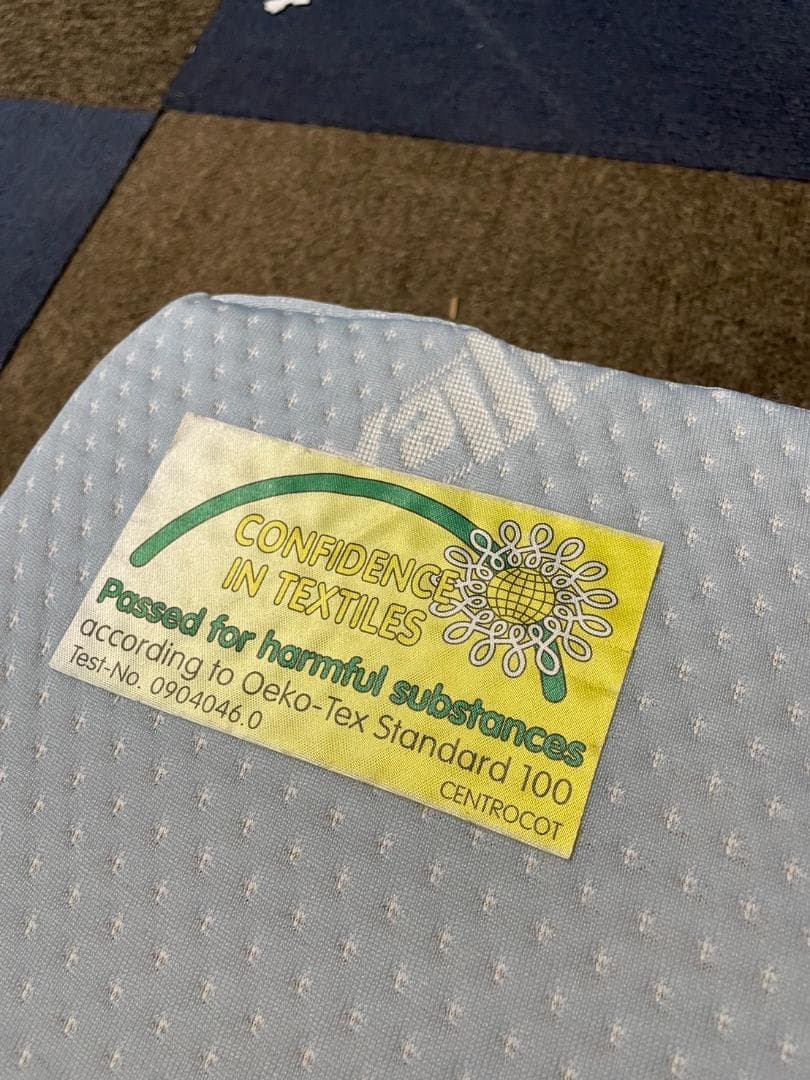 CONFIDENCE
IN TEXTILES
Passed for harmful substances
according to Oeko-Tex Standard 100
Test-No. 0904046.0
CENTROCOT